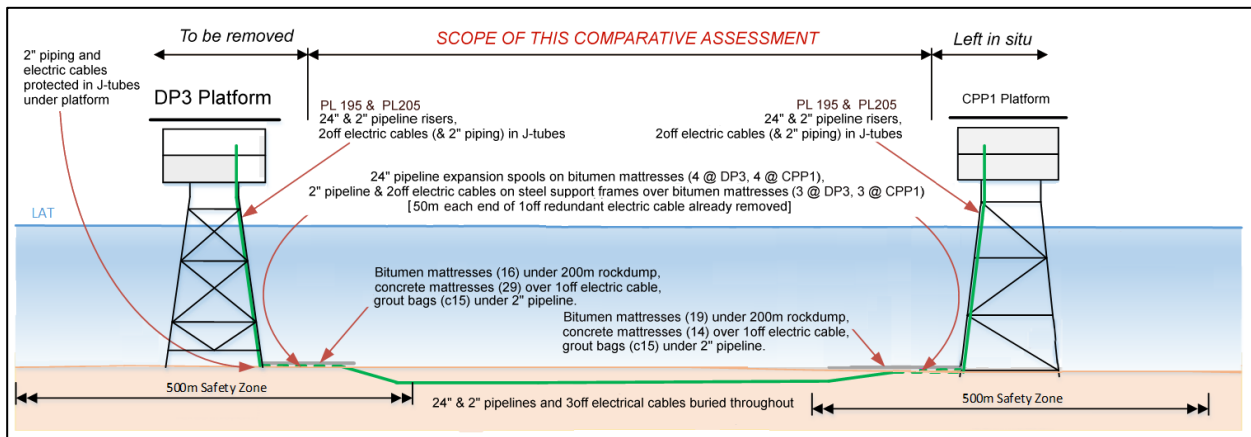 To be removed
SCOPE OF THIS COMPARATIVE ASSESSMENT
Left in situ
2" piping and
electric cables
protected in J-tubes
under platform
DP3 Platform
PL 195 & PL205
24" & 2" pipeline risers,
2off electric cables (& 2" piping) in J-tubes
PL 195 & PL205
24" & 2" pipeline risers,
2off electric cables (& 2" piping) in J-tubes
CPP1 Platform
24" pipeline expansion spools on bitumen mattresses (4 @ DP3, 4 @ CPP1),
2" pipeline & 2off electric cables on steel support frames over bitumen mattresses (3 @ DP3, 3 @ CPP1)
[50m each end of 1off redundant electric cable already removed]
LAT
Bitumen mattresses (16) under 200m rockdump,
concrete mattresses (29) over 1off electric cable,
grout bags (c15) under 2" pipeline.
Bitumen mattresses (19) under 200m rockdump,
concrete mattresses (14) over 1off electric cable,
grout bags (c15) under 2" pipeline.
500m Safety Zone
24" & 2" pipelines and 3off electrical cables buried throughout
500m Safety Zone